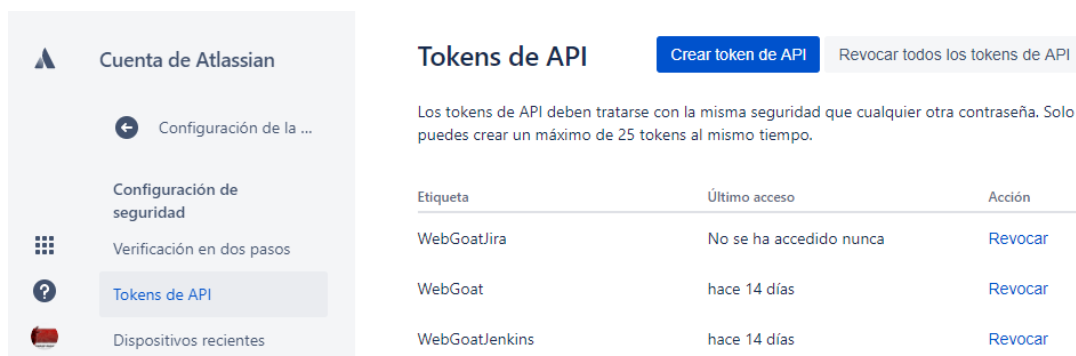 Cuenta de Atlassian
Configuración de la ...
Configuración de
seguridad
Verificación en dos pasos
Tokens de API
Dispositivos recientes
Tokens de API
Crear token de API
Revocar todos los tokens de API
Los tokens de API deben tratarse con la misma seguridad que cualquier otra contraseña. Solo
puedes crear un máximo de 25 tokens al mismo tiempo.
Etiqueta Último acceso Acción
WebGoatJira No se ha accedido nunca Revocar
WebGoat hace 14 días Revocar
WebGoatJenkins hace 14 días Revocar